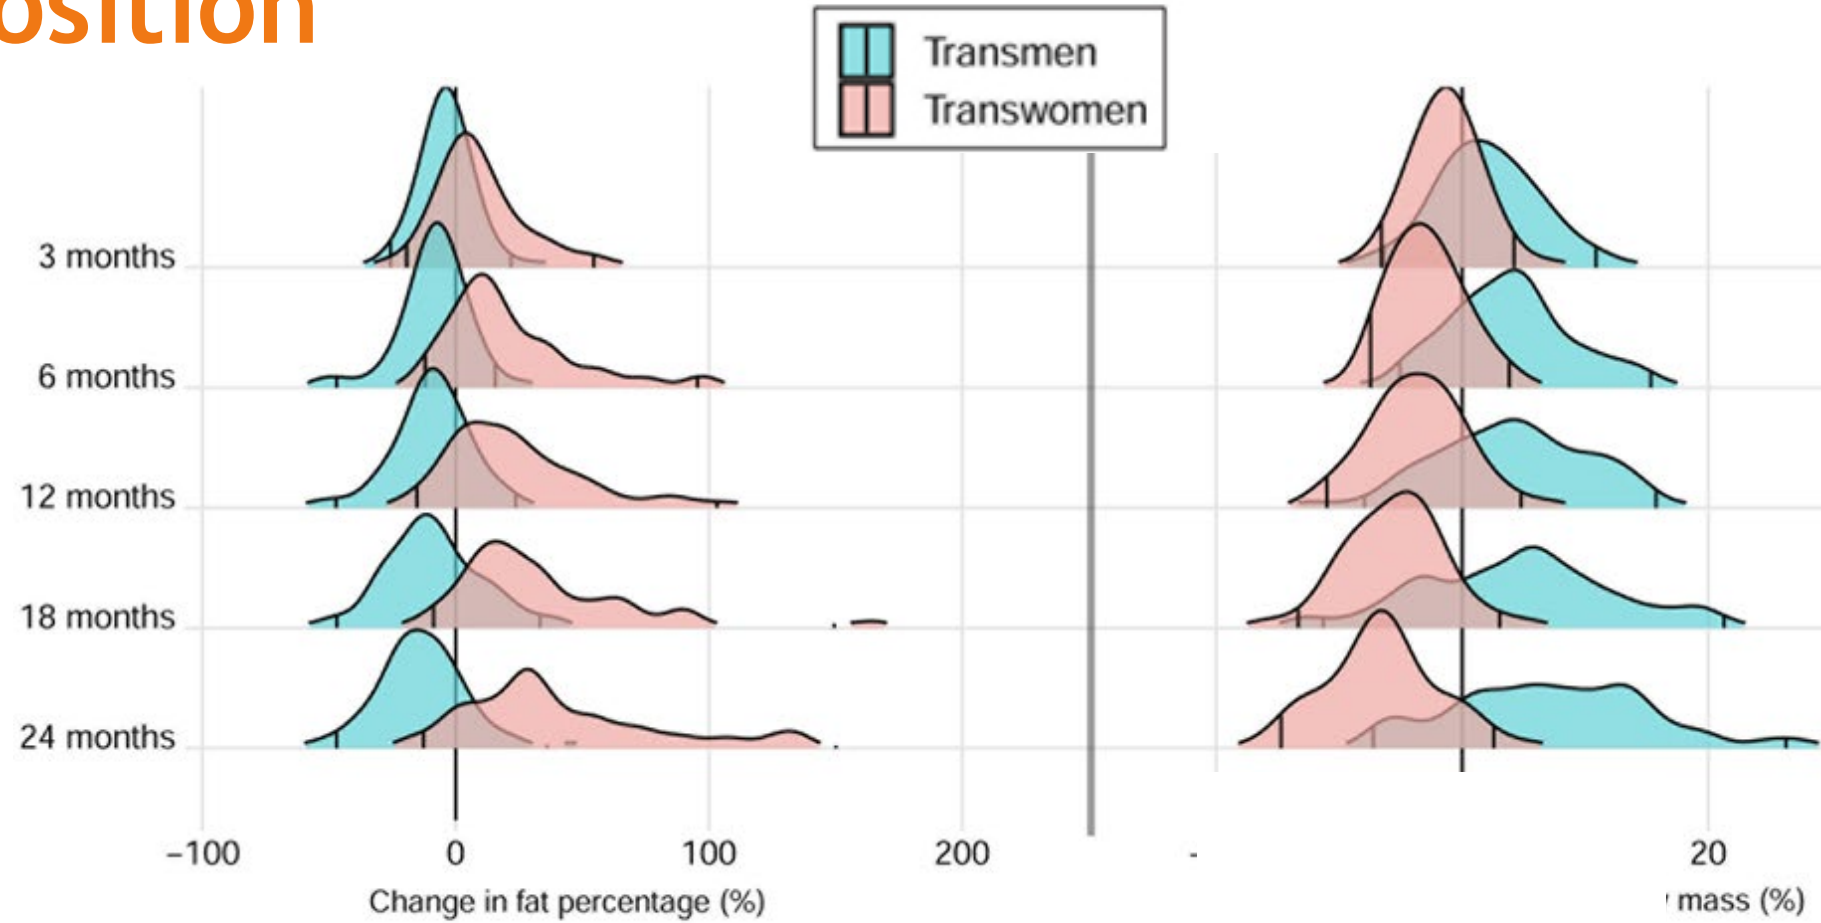 osition
Transmen
Transwomen
3 months
6 months
12 months
18 months
24 months
−100 0 100 200 - 20
Change in fat percentage (%)
mass (%)